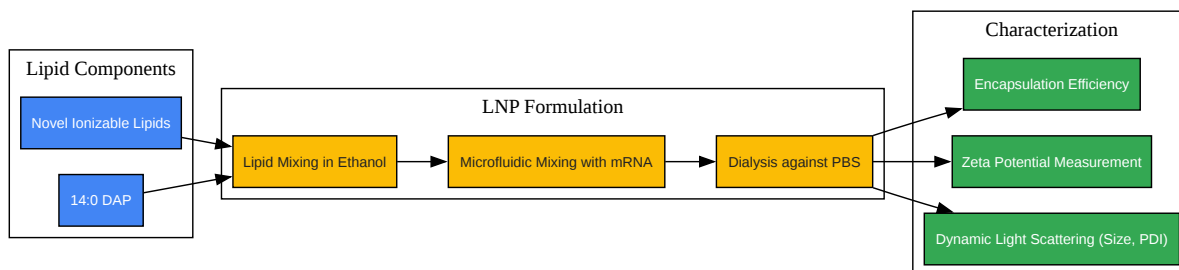 Lipid Components
Novel Ionizable Lipids
14:0 DAP
LNP Formulation
Lipid Mixing in Ethanol
Microfluidic Mixing with mRNA
Dialysis against PBS
Characterization
Encapsulation Efficiency
Zeta Potential Measurement
Dynamic Light Scattering (Size, PDI)